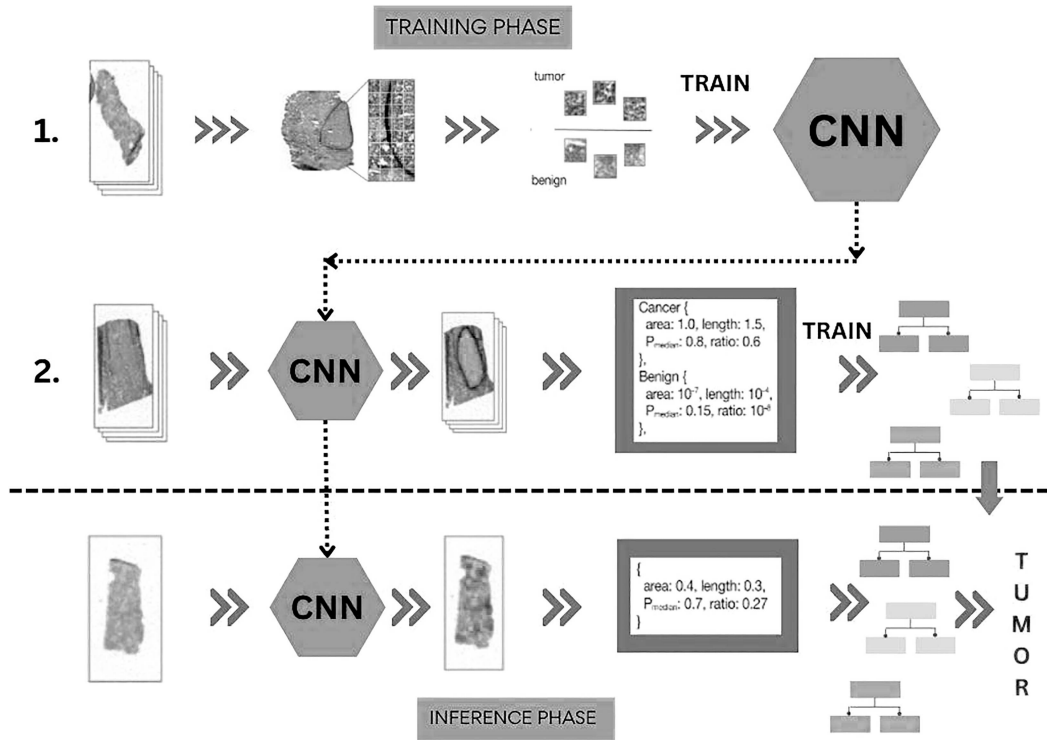 TRAINING PHASE
1.
tumor
benign
TRAIN
CNN
2.
CNN
Cancer {
area: 1.0, length: 1.5,
Pmedian: 0.8, ratio: 0.6
},
Benign {
area: 10⁻⁷, length: 10⁻⁴,
Pmedian: 0.15, ratio: 10⁻⁸
},
TRAIN
CNN
{
area: 0.4, length: 0.3,
Pmedian: 0.7, ratio: 0.27
}
T
U
M
O
R
INFERENCE PHASE